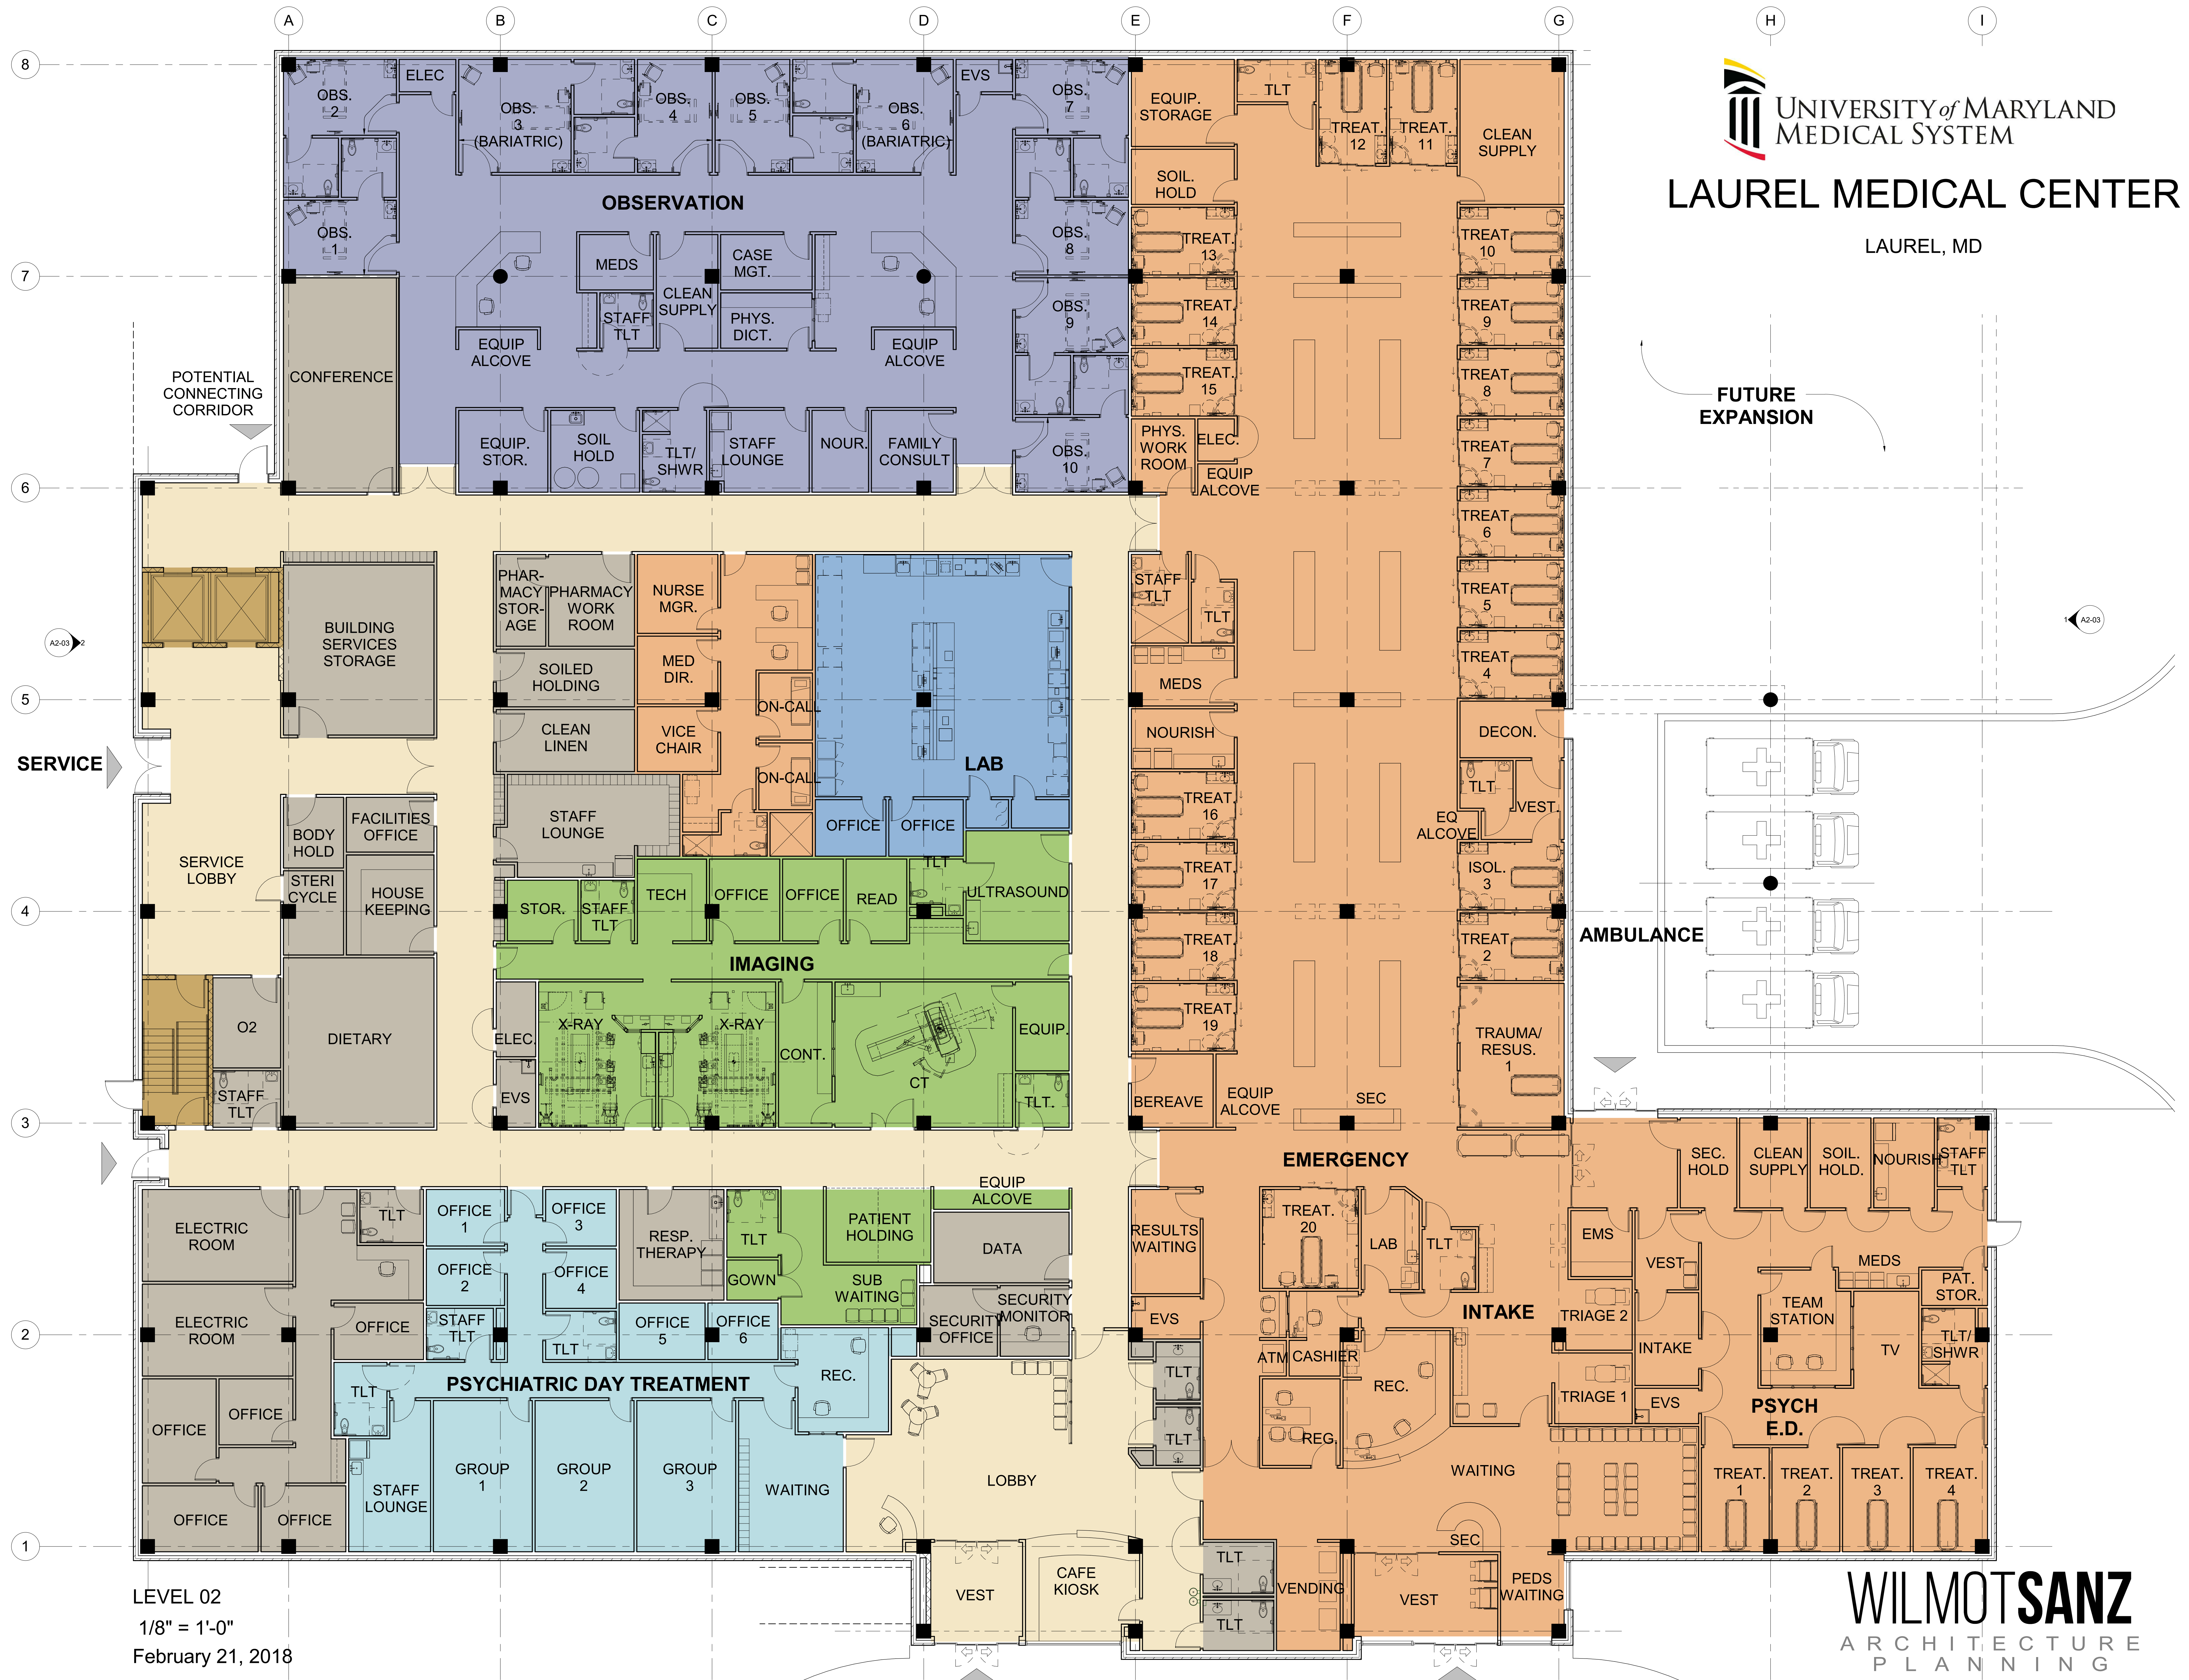 A B C D E F G H I
8
7
6
5
4
3
2
1
UNIVERSITY of MARYLAND
MEDICAL SYSTEM
LAUREL MEDICAL CENTER
LAUREL, MD
FUTURE
EXPANSION
POTENTIAL
CONNECTING
CORRIDOR
OBS.
2
ELEC
OBS.
3
(BARIATRIC)
OBS.
4
OBS.
5
OBS.
6
(BARIATRIC)
EVS
OBS.
7
OBSERVATION
OBS.
1
MEDS
CLEAN
SUPPLY
CASE
MGT.
OBS.
8
STAFF
TLT
PHYS.
DICT.
OBS.
9
EQUIP
ALCOVE
EQUIP
ALCOVE
CONFERENCE
EQUIP.
STOR.
SOIL
HOLD
TLT/
SHWR
STAFF
LOUNGE
NOUR.
FAMILY
CONSULT
OBS.
10
EQUIP.
STORAGE
TLT
TREAT.
12
TREAT.
11
CLEAN
SUPPLY
SOIL.
HOLD
TREAT.
13
TREAT.
10
TREAT.
14
TREAT.
9
TREAT.
15
TREAT.
8
PHYS.
WORK
ROOM
ELEC.
EQUIP
ALCOVE
TREAT.
7
TREAT.
6
STAFF
TLT
TLT
TREAT.
5
MEDS
TREAT.
4
NOURISH
DECON.
TREAT.
16
TLT
VEST.
EQ
ALCOVE
TREAT.
17
ISOL.
3
TREAT.
18
TREAT.
2
TREAT.
19
TRAUMA/
RESUS.
1
BEREAVE
EQUIP
ALCOVE
SEC
AMBULANCE
A2-03
2
1
A2-03
SERVICE
BUILDING
SERVICES
STORAGE
PHAR-
MACY
STOR-
AGE
PHARMACY
WORK
ROOM
NURSE
MGR.
SOILED
HOLDING
MED
DIR.
CLEAN
LINEN
VICE
CHAIR
ON-CALL
ON-CALL
LAB
STAFF
LOUNGE
OFFICE
OFFICE
SERVICE
LOBBY
BODY
HOLD
FACILITIES
OFFICE
STERI
CYCLE
HOUSE
KEEPING
O2
DIETARY
STAFF
TLT
STOR.
STAFF
TLT
TECH
OFFICE
OFFICE
READ
TLT
ULTRASOUND
IMAGING
ELEC.
EVS
X-RAY
X-RAY
CONT.
CT
EQUIP.
TLT.
EMERGENCY
EQUIP
ALCOVE
ELECTRIC
ROOM
TLT
OFFICE
1
OFFICE
3
RESP.
THERAPY
TLT
PATIENT
HOLDING
DATA
OFFICE
2
OFFICE
4
GOWN
SUB
WAITING
ELECTRIC
ROOM
OFFICE
STAFF
TLT
TLT
OFFICE
5
OFFICE
6
SECURITY
OFFICE
SECURITY
MONITOR
REC.
OFFICE
OFFICE
TLT
PSYCHIATRIC DAY TREATMENT
STAFF
LOUNGE
GROUP
1
GROUP
2
GROUP
3
WAITING
OFFICE
OFFICE
LOBBY
VEST
CAFE
KIOSK
RESULTS
WAITING
TREAT.
20
LAB
TLT
EMS
VEST
EVS
INTAKE
TRIAGE 2
ATM
CASHIER
TLT
REC.
TRIAGE 1
INTAKE
EVS
TLT
REG.
WAITING
SEC
TLT
TLT
VENDING
VEST
PEDS
WAITING
SEC.
HOLD
CLEAN
SUPPLY
SOIL.
HOLD.
NOURISH
STAFF
TLT
MEDS
PAT.
STOR.
TEAM
STATION
TV
TLT/
SHWR
PSYCH
E.D.
TREAT.
1
TREAT.
2
TREAT.
3
TREAT.
4
LEVEL 02
1/8" = 1'-0"
February 21, 2018
WILMOTSANZ
ARCHITECTURE
PLANNING